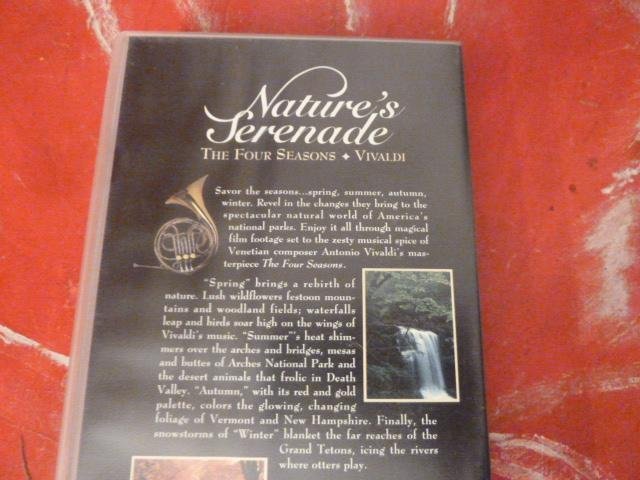 Nature's
Serenade
THE FOUR SEASONS ✦ VIVALDI
Savor the seasons...spring, summer, autumn,
winter. Revel in the changes they bring to the
spectacular natural world of America's
national parks. Enjoy it all through magical
film footage set to the zesty musical spice of
Venetian composer Antonio Vivaldi's mas-
terpiece The Four Seasons.
"Spring" brings a rebirth of
nature. Lush wildflowers festoon moun-
tains and woodland fields; waterfalls
leap and birds soar high on the wings of
Vivaldi's music. "Summer"'s heat shim-
mers over the arches and bridges, mesas
and buttes of Arches National Park and
the desert animals that frolic in Death
Valley. "Autumn," with its red and gold
palette, colors the glowing, changing
foliage of Vermont and New Hampshire. Finally, the
snowstorms of "Winter" blanket the far reaches of the
Grand Tetons, icing the rivers
where otters play.